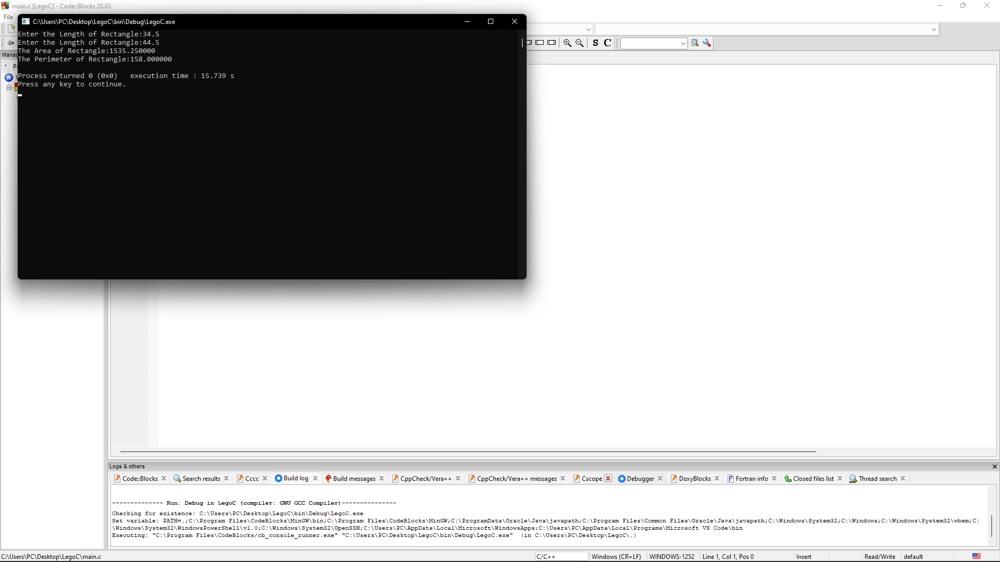 main.c [LegoC] - Code::Blocks 20.03
File
C:\Users\PC\Desktop\LegoC\bin\Debug\LegoC.exe
Enter the Length of Rectangle:34.5
Enter the Length of Rectangle:44.5
The Area of Rectangle:1535.250000
The Perimeter of Rectangle:158.000000
Process returned 0 (0x0)   execution time : 15.739 s
Press any key to continue.
S C
Logs & others
Code::Blocks Search results Cccc Build log Build messages CppCheck/Vera++ CppCheck/Vera++ messages Cscope Debugger DoxyBlocks Fortran info Closed files list Thread search
-------------- Run: Debug in LegoC (compiler: GNU GCC Compiler)---------------
Checking for existence: C:\Users\PC\Desktop\LegoC\bin\Debug\LegoC.exe
Set variable: PATH=.;C:\Program Files\CodeBlocks\MinGW\bin;C:\Program Files\CodeBlocks\MinGW;C:\ProgramData\Oracle\Java\javapath;C:\Program Files\Common Files\Oracle\Java\javapath;C:\Windows\System32;C:\Windows;C:\Windows\System32\wbem;C:
\Windows\System32\WindowsPowerShell\v1.0;C:\Windows\System32\OpenSSH;C:\Users\PC\AppData\Local\Microsoft\WindowsApps;C:\Users\PC\AppData\Local\Programs\Microsoft VS Code\bin
Executing: "C:\Program Files\CodeBlocks/cb_console_runner.exe" "C:\Users\PC\Desktop\LegoC\bin\Debug\LegoC.exe"  (in C:\Users\PC\Desktop\LegoC\.)
C:\Users\PC\Desktop\LegoC\main.c C/C++ Windows (CR+LF) WINDOWS-1252 Line 1, Col 1, Pos 0 Insert Read/Write default